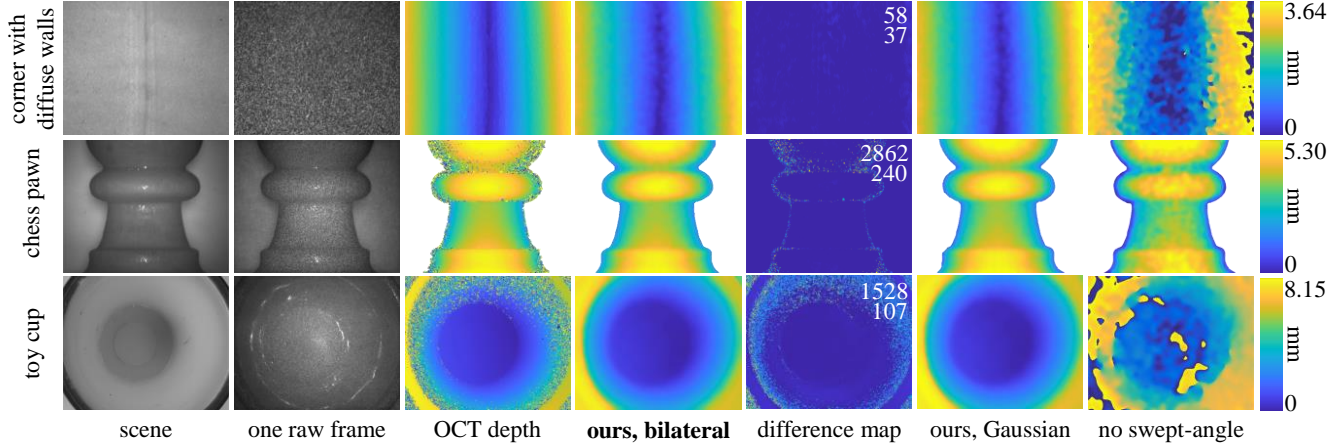 corner with
diffuse walls
58
37
3.64
mm
0
chess pawn
2862
240
5.30
mm
0
toy cup
1528
107
8.15
mm
0
scene
one raw frame
OCT depth
ours, bilateral
difference map
ours, Gaussian
no swept-angle